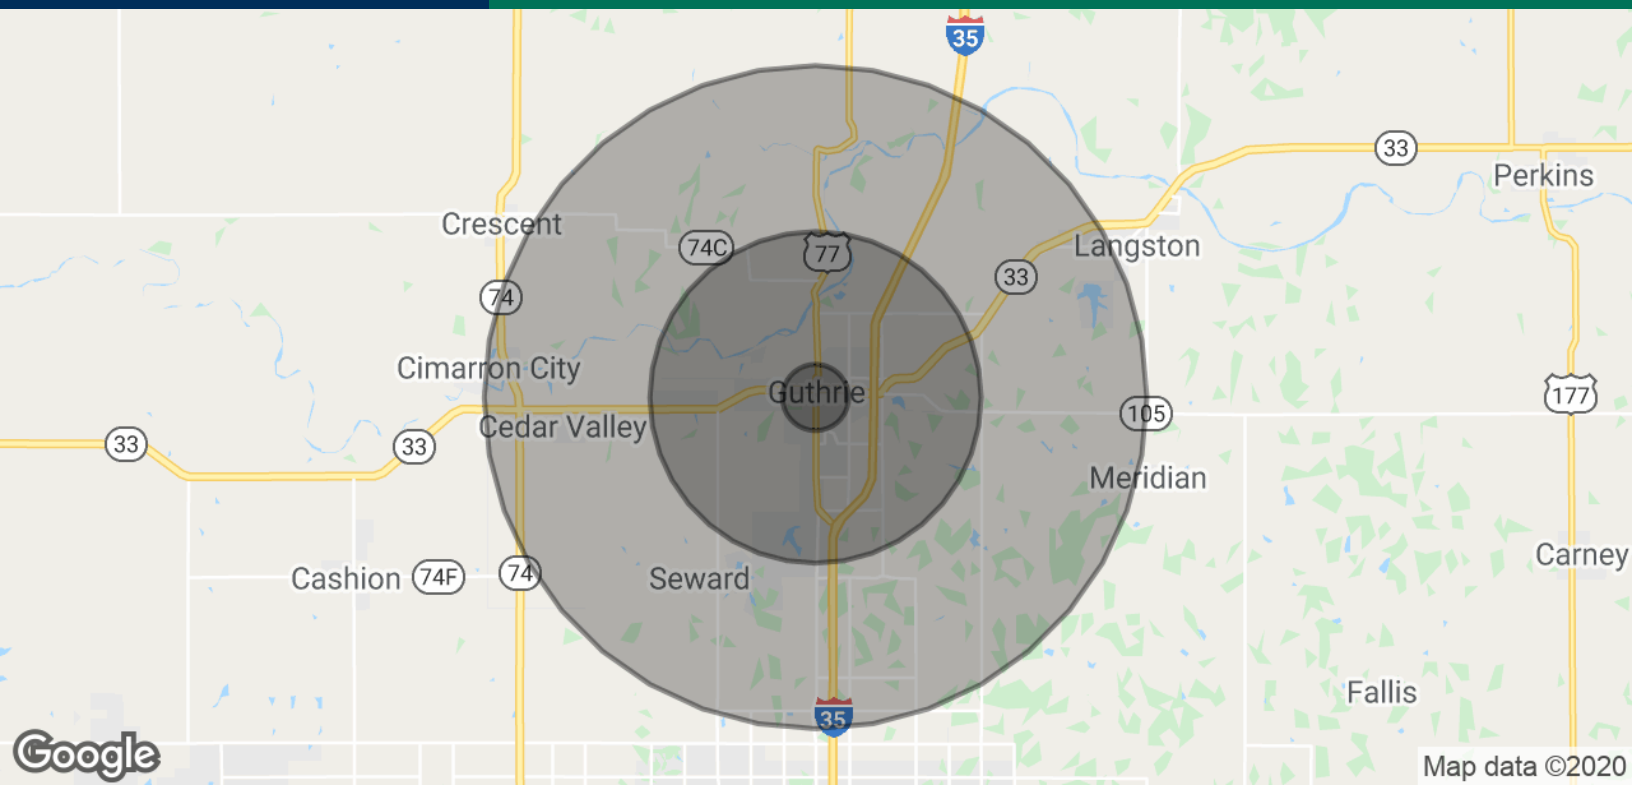 35
33
Perkins
Crescent
74C
77
Langston
33
74
Cimarron City
Guthrie
177
105
Cedar Valley
33
33
Meridian
Carney
Cashion
74F
74
Seward
Fallis
35
Google
Map data ©2020